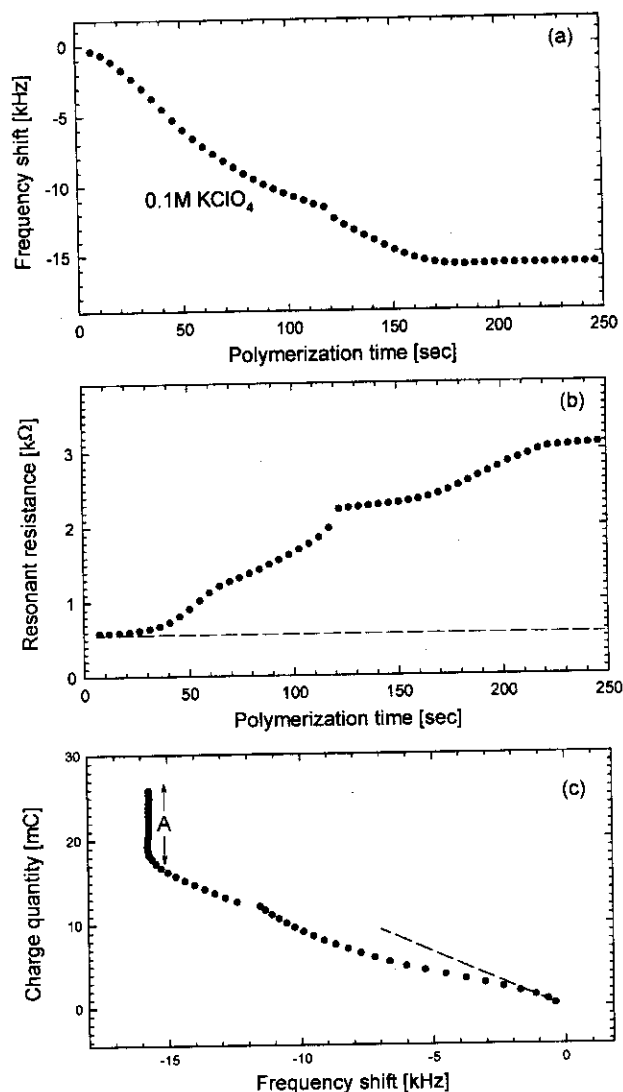 (a)
Frequency shift [kHz]
0
-5
-10
-15
0.1M KClO₄
0 50 100 150 200 250
Polymerization time [sec]
(b)
Resonant resistance [kΩ]
3
2
1
0
0 50 100 150 200 250
Polymerization time [sec]
(c)
Charge quantity [mC]
30
20
10
0
A
-15 -10 -5 0
Frequency shift [kHz]